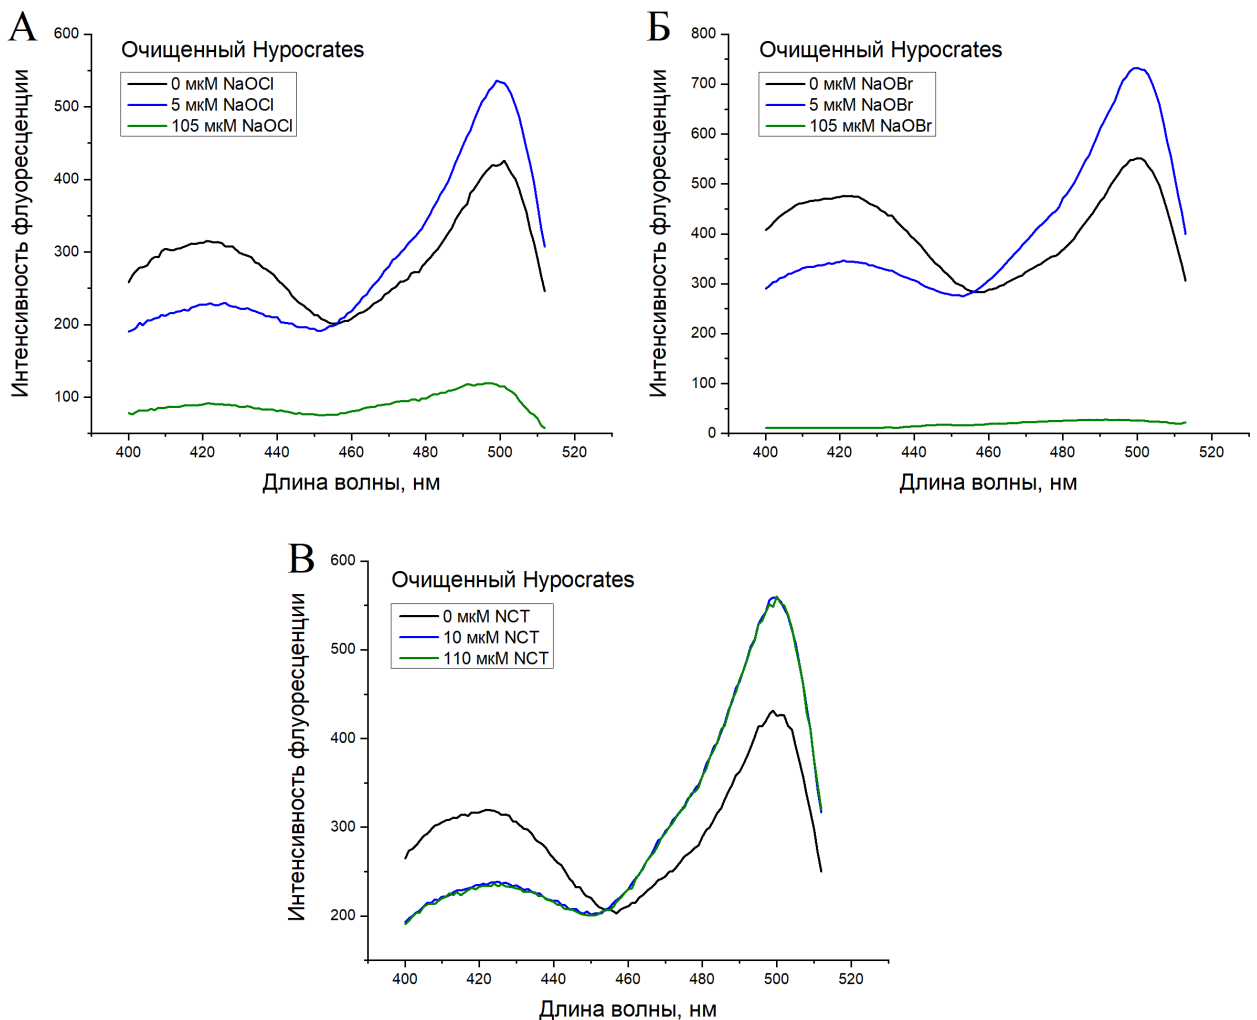 А
Очищенный Hypocrates
0 мкМ NaOCl
5 мкМ NaOCl
105 мкМ NaOCl
Интенсивность флуоресценции
600
500
400
300
200
100
400
420
440
460
480
500
520
Длина волны, нм
Б
Очищенный Hypocrates
0 мкМ NaOBr
5 мкМ NaOBr
105 мкМ NaOBr
Интенсивность флуоресценции
800
700
600
500
400
300
200
100
0
400
420
440
460
480
500
520
Длина волны, нм
В
Очищенный Hypocrates
0 мкМ NCT
10 мкМ NCT
110 мкМ NCT
Интенсивность флуоресценции
600
500
400
300
200
400
420
440
460
480
500
520
Длина волны, нм